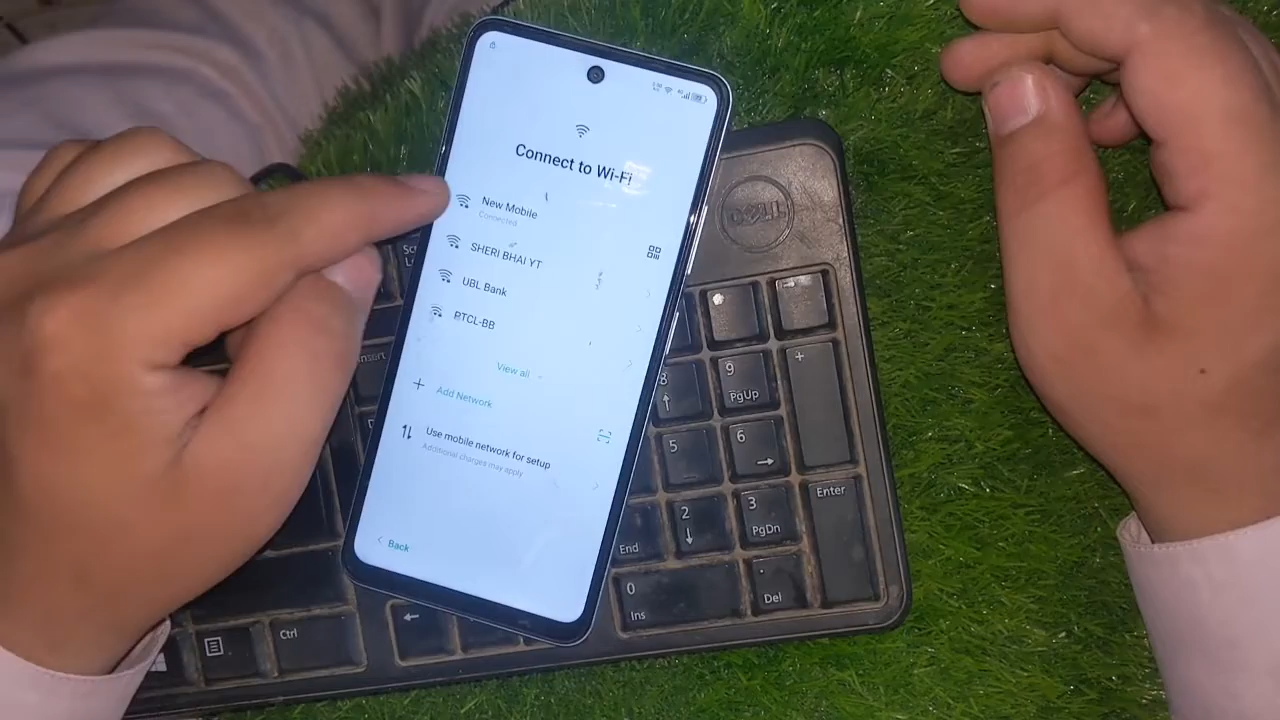 Connect to Wi-Fi
New Mobile
Connected
SHERI BHAI YT
UBL Bank
PTCL-BB
View all
Add Network
Use mobile network for setup
Additional charges may apply
Back
DELL
Insert
+
8
9
PgUp
5
6
Enter
2
3
PgDn
End
0
Ins
.
Del
Ctrl